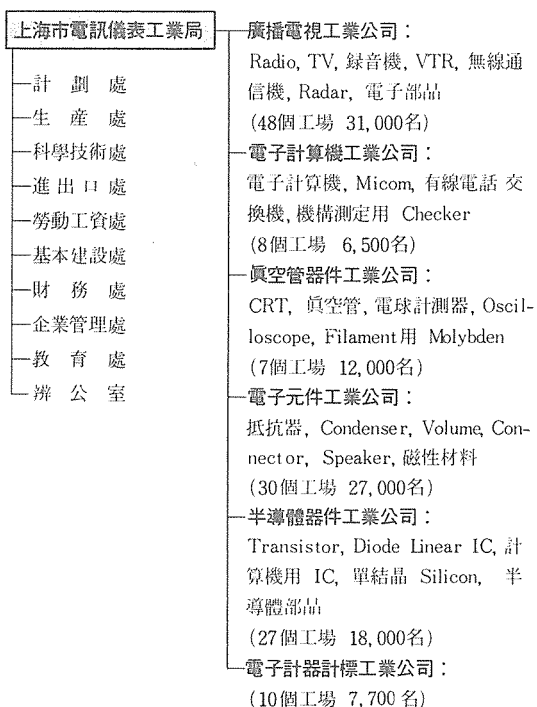 上海市電訊儀表工業局
計劃處
生産處
科學技術處
進出口處
勞動工資處
基本建設處
財務處
企業管理處
教育處
辨公室
廣播電視工業公司：
Radio, TV, 録音機, VTR, 無線通
信機, Radar, 電子部品
(48個工場 31,000名)
電子計算機工業公司：
電子計算機, Micom, 有線電話 交
換機, 機構測定用 Checker
(8個工場 6,500名)
眞空管器件工業公司：
CRT, 眞空管, 電球計測器, Oscil-
loscope, Filament用 Molybden
(7個工場 12,000名)
電子元件工業公司：
抵抗器, Condenser, Volume, Con-
nector, Speaker, 磁性材料
(30個工場 27,000名)
半導體器件工業公司：
Transistor, Diode Linear IC, 計
算機用 IC, 單結晶 Silicon, 半
導體部品
(27個工場 18,000名)
電子計器計標工業公司：
(10個工場 7,700名)